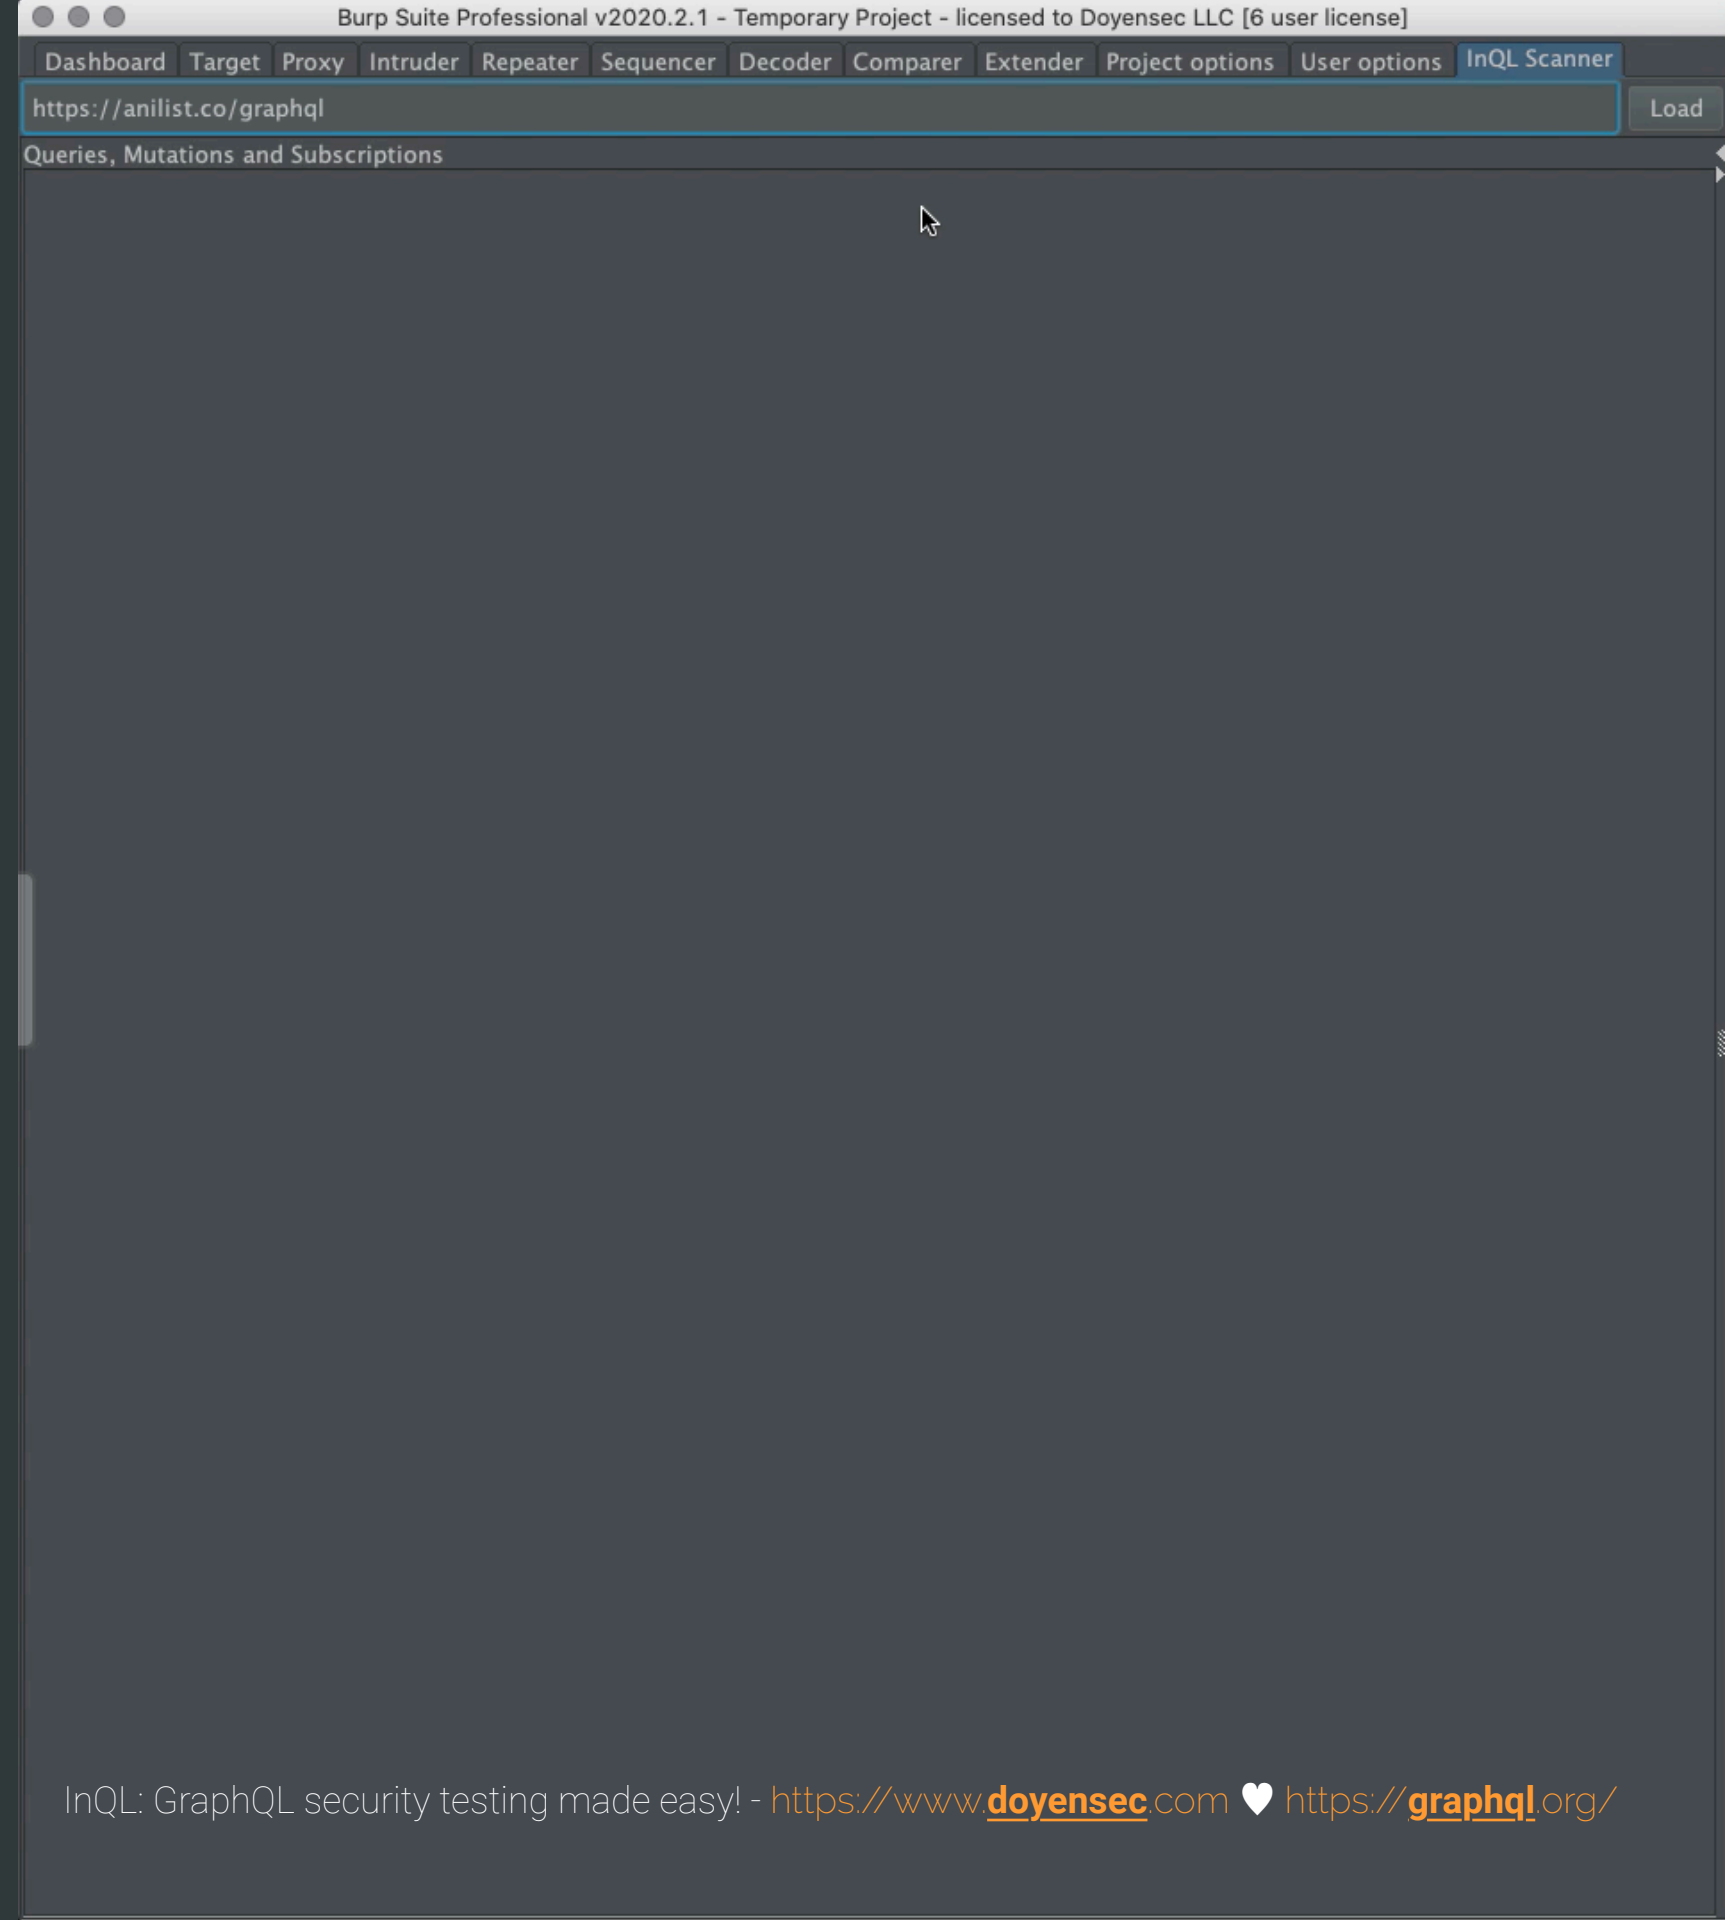 Burp Suite Professional v2020.2.1 - Temporary Project - licensed to Doyensec LLC [6 user license]
Dashboard Target Proxy Intruder Repeater Sequencer Decoder Comparer Extender Project options User options InQL Scanner
https://anilist.co/graphql Load
Queries, Mutations and Subscriptions
InQL: GraphQL security testing made easy! - https://www.doyensec.com ♥ https://graphql.org/